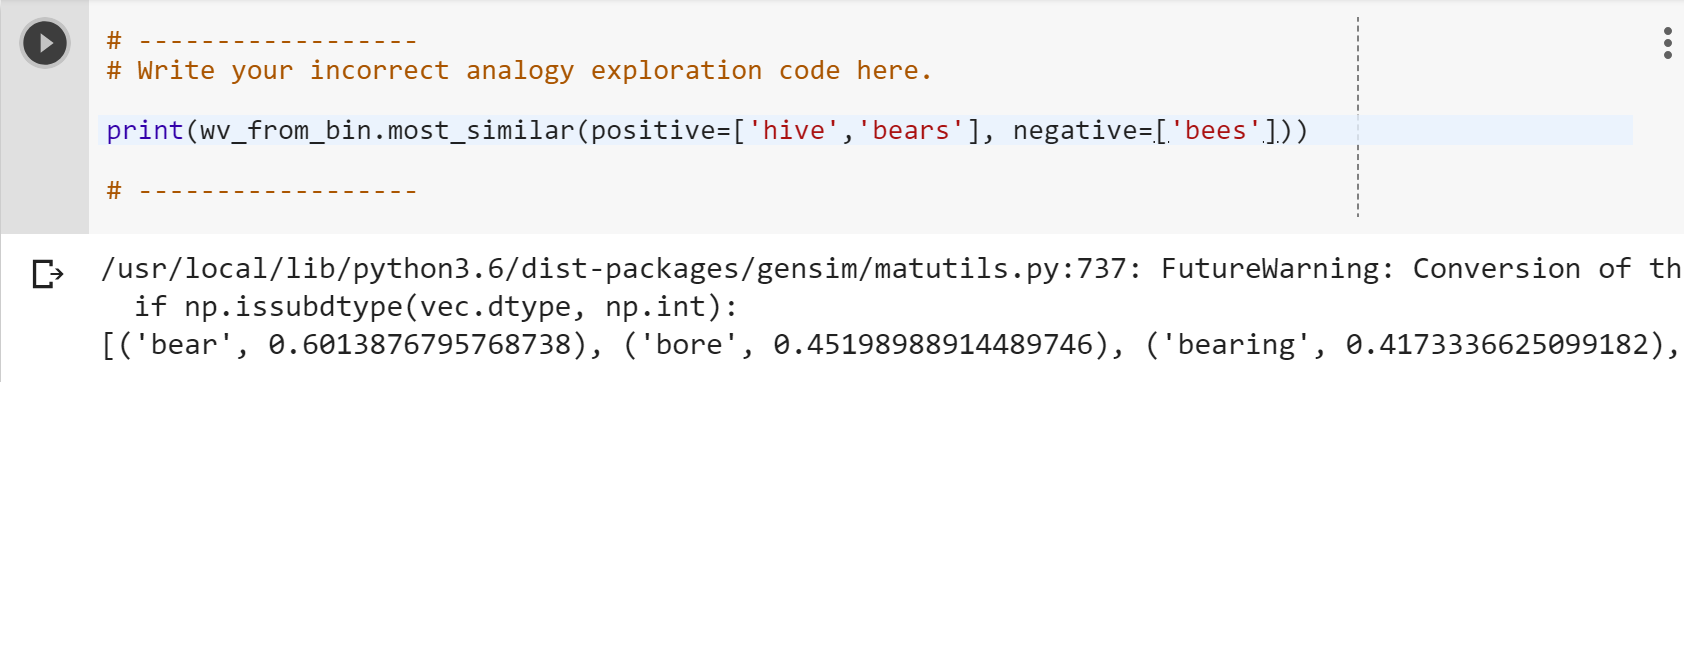 # ------------------
# Write your incorrect analogy exploration code here.
print(wv_from_bin.most_similar(positive=['hive','bears'], negative=['bees']))
# ------------------
/usr/local/lib/python3.6/dist-packages/gensim/matutils.py:737: FutureWarning: Conversion of th
  if np.issubdtype(vec.dtype, np.int):
[('bear', 0.6013876795768738), ('bore', 0.45198988914489746), ('bearing', 0.4173336625099182),